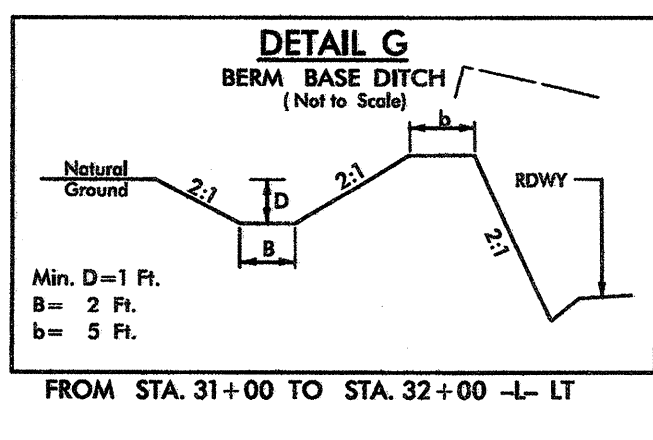 DETAIL G
BERM BASE DITCH
(Not to Scale)
b
Natural
Ground
2:1
D
2:1
RDWY
B
2:1
Min. D=1 Ft.
B= 2 Ft.
b= 5 Ft.
FROM STA. 31+00 TO STA. 32+00 -L- LT